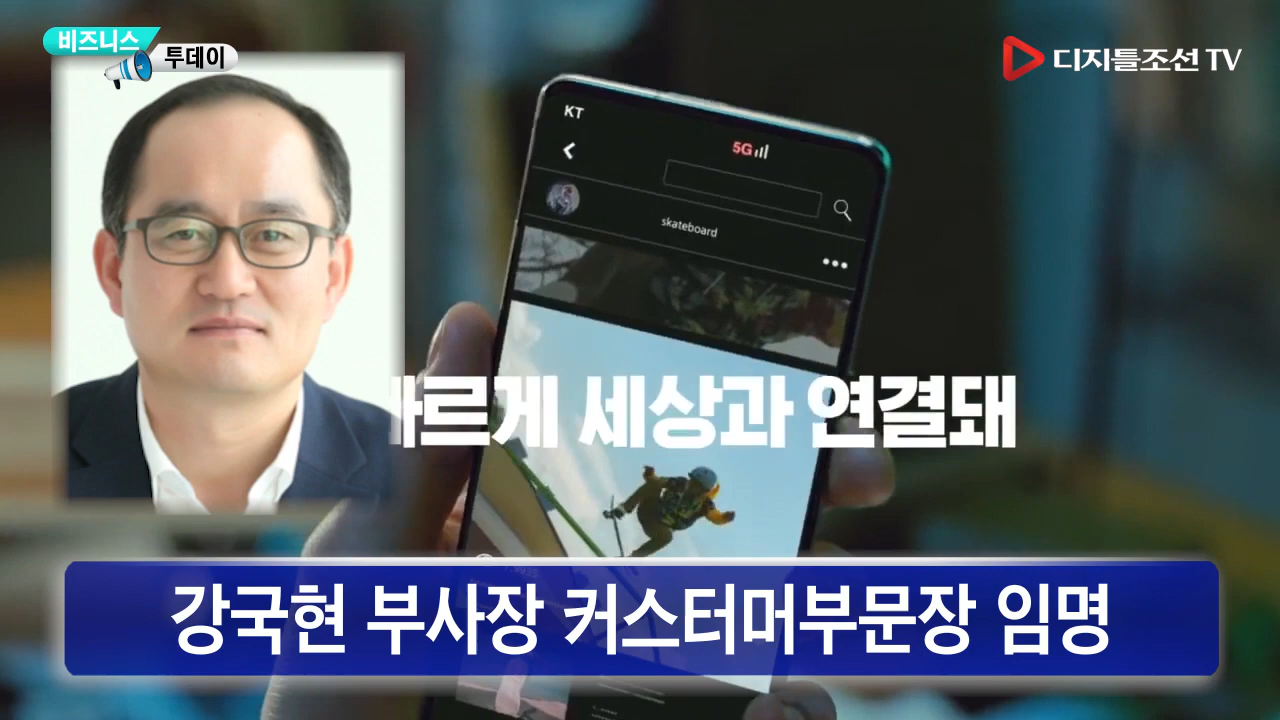 비즈니스
투데이
디지틀조선 TV
KT
5G
skateboard
르게 세상과 연결돼
강국현 부사장 커스터머부문장 임명